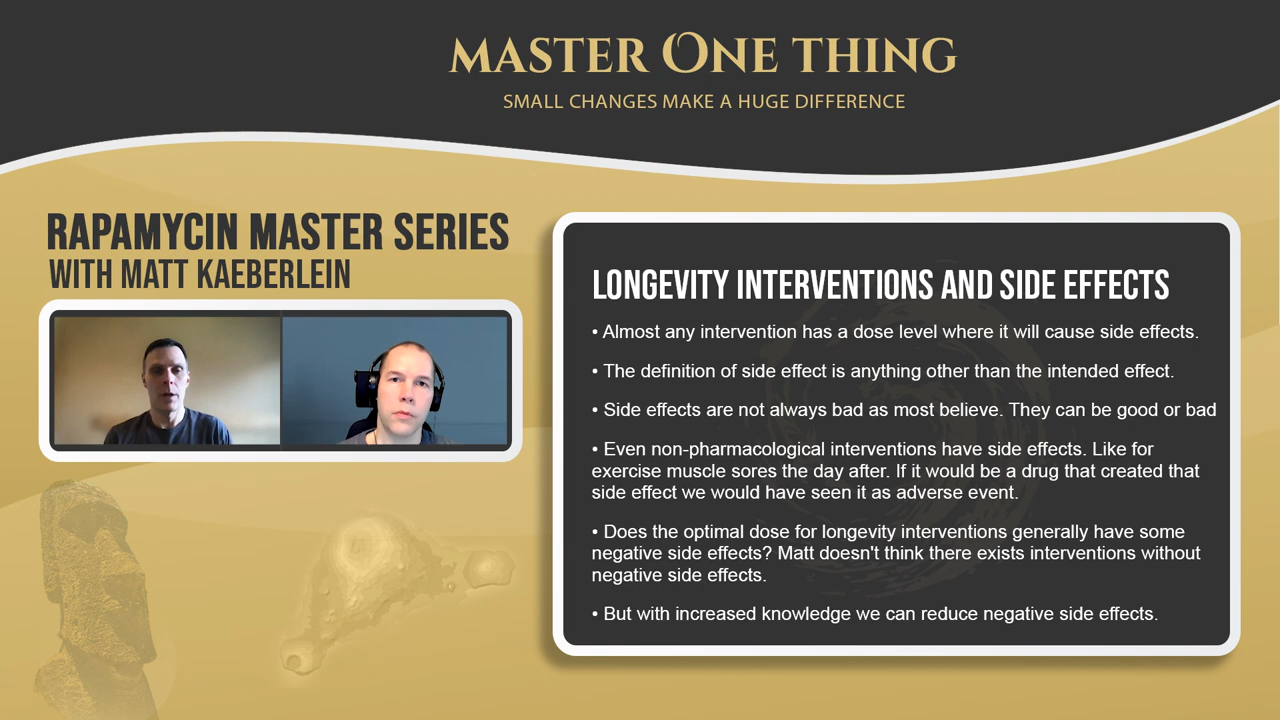 MASTER ONE THING
SMALL CHANGES MAKE A HUGE DIFFERENCE
RAPAMYCIN MASTER SERIES
WITH MATT KAEBERLEIN
LONGEVITY INTERVENTIONS AND SIDE EFFECTS
• Almost any intervention has a dose level where it will cause side effects.
• The definition of side effect is anything other than the intended effect.
• Side effects are not always bad as most believe. They can be good or bad
• Even non-pharmacological interventions have side effects. Like for
exercise muscle sores the day after. If it would be a drug that created that
side effect we would have seen it as adverse event.
• Does the optimal dose for longevity interventions generally have some
negative side effects? Matt doesn't think there exists interventions without
negative side effects.
• But with increased knowledge we can reduce negative side effects.